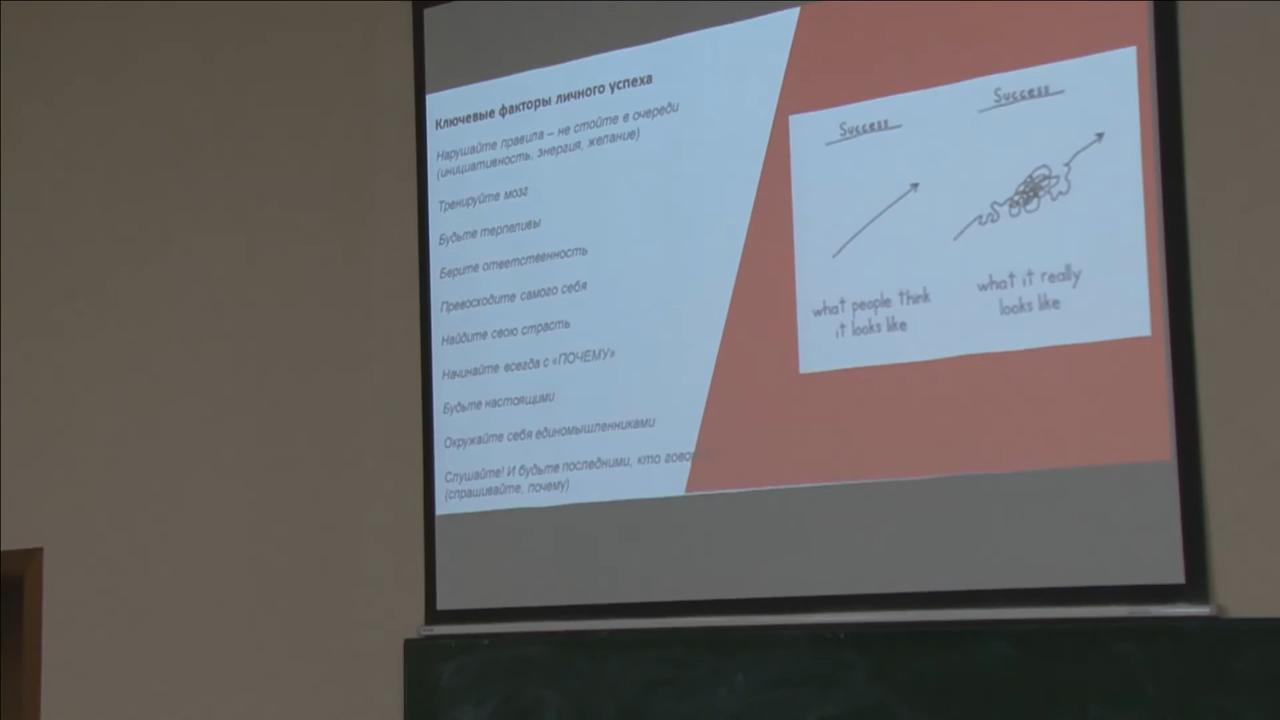 Ключевые факторы личного успеха
Нарушайте правила – не стойте в очереди
(инициативность, энергия, желание)
Тренируйте мозг
Будьте терпеливы
Берите ответственность
Превосходите самого себя
Найдите свою страсть
Начинайте всегда с «ПОЧЕМУ»
Будьте настоящими
Окружайте себя единомышленниками
Слушайте! И будьте последними, кто
(спрашивайте, почему)
Success
what people think
it looks like
Success
what it really
looks like